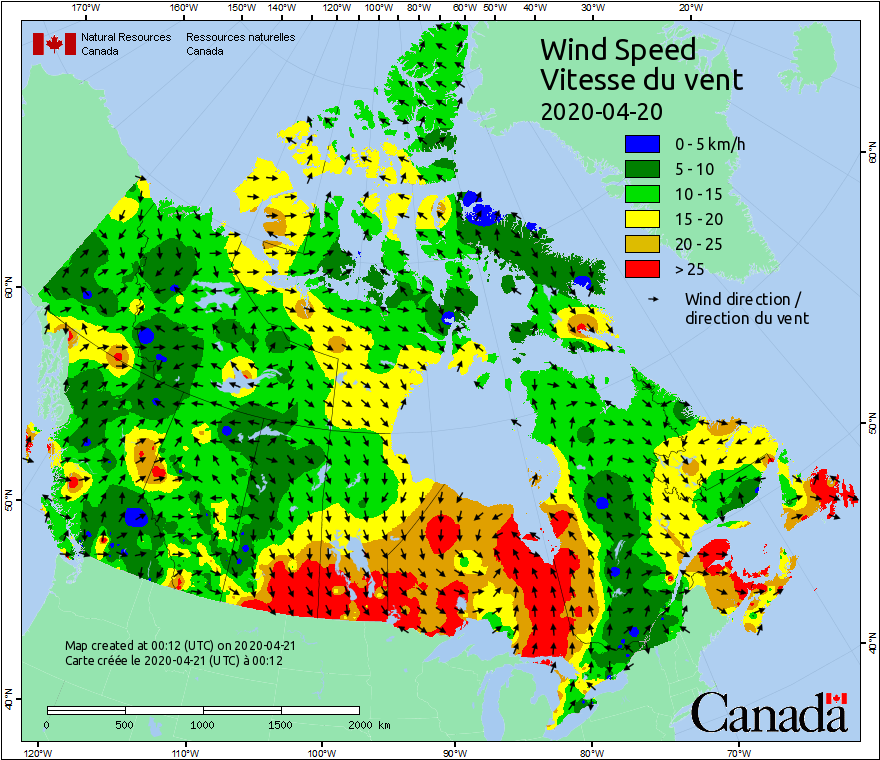 170°W 160°W 150°W 140°W 120°W 100°W 80°W 60°W 50°W 40°W 30°W 20°W
Natural Resources Ressources naturelles
Canada Canada
Wind Speed
Vitesse du vent
2020-04-20
0 - 5 km/h
5 - 10
10 - 15
15 - 20
20 - 25
> 25
Wind direction /
direction du vent
60°N
60°N
50°N
50°N
40°N
40°N
Map created at 00:12 (UTC) on 2020-04-21
Carte créée le 2020-04-21 (UTC) à 00:12
0 500 1000 1500 2000 km
Canada
120°W 110°W 100°W 90°W 80°W 70°W